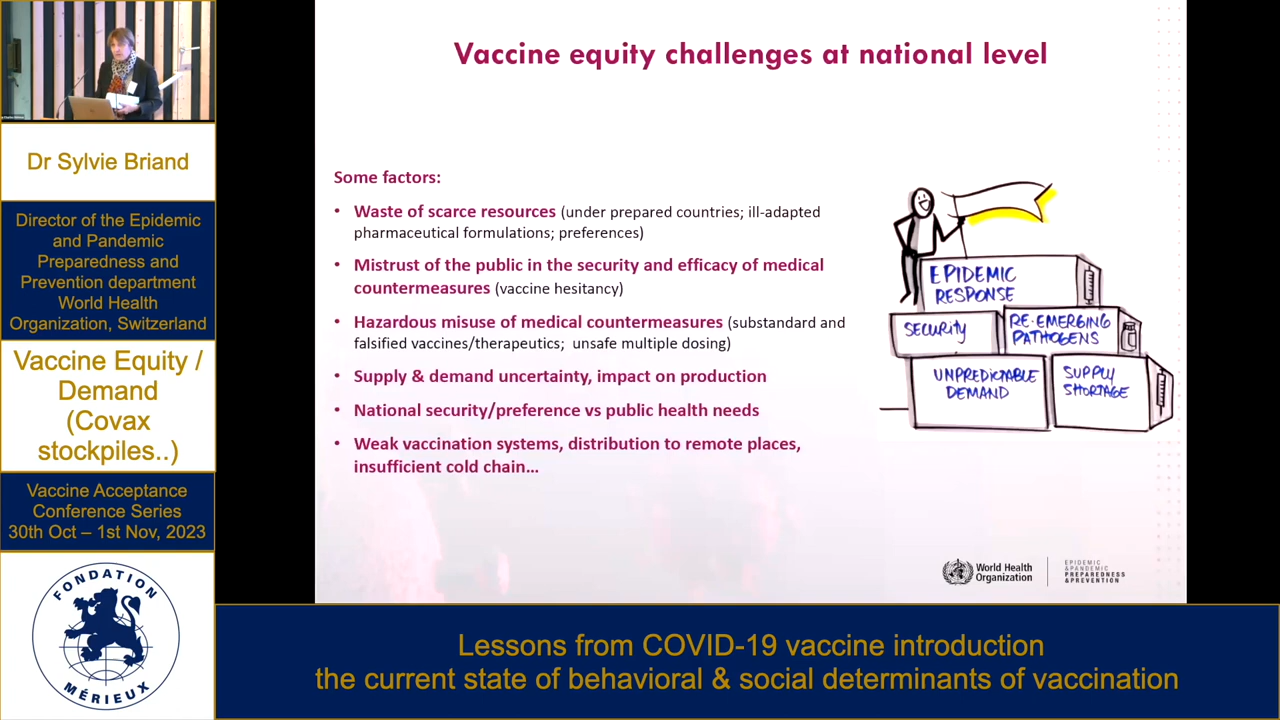 Dr Sylvie Briand
Director of the Epidemic
and Pandemic
Preparedness and
Prevention department
World Health
Organization, Switzerland
Vaccine Equity /
Demand
(Covax
stockpiles..)
Vaccine Acceptance
Conference Series
30th Oct – 1st Nov, 2023
FONDATION
MÉRIEUX
Vaccine equity challenges at national level
Some factors:
• Waste of scarce resources (under prepared countries; ill-adapted
pharmaceutical formulations; preferences)
• Mistrust of the public in the security and efficacy of medical
countermeasures (vaccine hesitancy)
• Hazardous misuse of medical countermeasures (substandard and
falsified vaccines/therapeutics; unsafe multiple dosing)
• Supply & demand uncertainty, impact on production
• National security/preference vs public health needs
• Weak vaccination systems, distribution to remote places,
insufficient cold chain...
EPIDEMIC
RESPONSE
SECURITY
RE-EMERGING
PATHOGENS
UNPREDICTABLE
DEMAND
SUPPLY
SHORTAGE
World Health
Organization
EPIDEMIC
&PANDEMIC
PREPAREDNESS
&PREVENTION
Lessons from COVID-19 vaccine introduction
the current state of behavioral & social determinants of vaccination